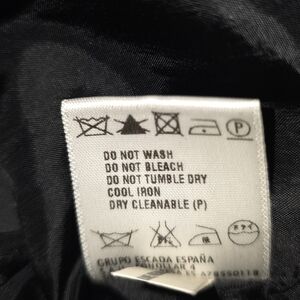 P
DO NOT WASH
DO NOT BLEACH
DO NOT TUMBLE DRY
COOL IRON
DRY CLEANABLE (P)
GRUPO ESCADA ESPAÑA